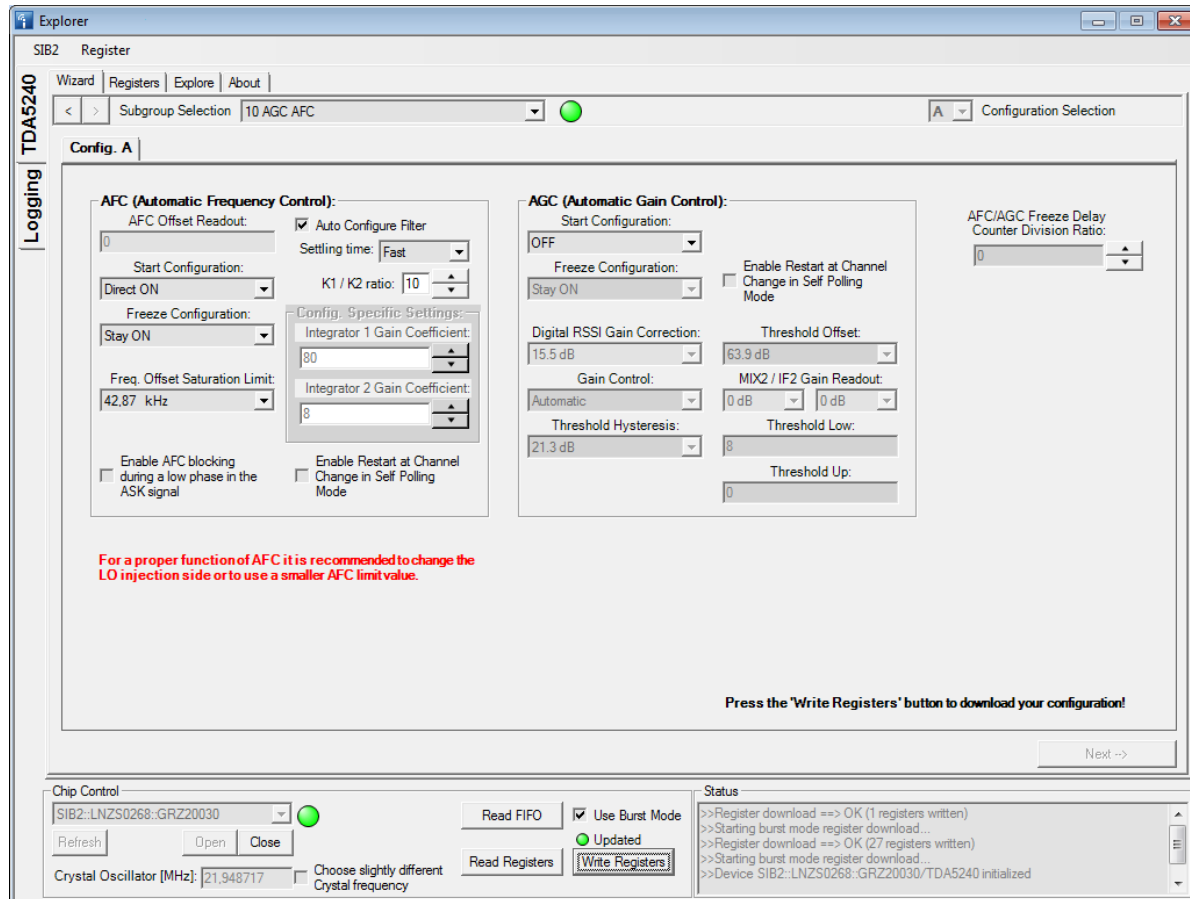 Explorer
SIB2 Register
TDA5240
Logging
Wizard Registers Explore About
< > Subgroup Selection 10 AGC AFC A Configuration Selection
Config. A
AFC (Automatic Frequency Control):
AFC Offset Readout:
0
Auto Configure Filter
Settling time: Fast
Start Configuration:
Direct ON
K1 / K2 ratio: 10
Freeze Configuration:
Stay ON
Config. Specific Settings:
Integrator 1 Gain Coefficient:
80
Freq. Offset Saturation Limit:
42,87 kHz
Integrator 2 Gain Coefficient:
8
Enable AFC blocking
during a low phase in the
ASK signal
Enable Restart at Channel
Change in Self Polling
Mode
AGC (Automatic Gain Control):
Start Configuration:
OFF
Freeze Configuration:
Stay ON
Enable Restart at Channel
Change in Self Polling
Mode
Digital RSSI Gain Correction:
15.5 dB
Threshold Offset:
63.9 dB
Gain Control:
Automatic
MIX2 / IF2 Gain Readout:
0 dB 0 dB
Threshold Hysteresis:
21.3 dB
Threshold Low:
8
Threshold Up:
0
AFC/AGC Freeze Delay
Counter Division Ratio:
0
For a proper function of AFC it is recommended to change the
LO injection side or to use a smaller AFC limit value.
Press the 'Write Registers' button to download your configuration!
Next -->
Chip Control
SIB2::LNZS0268::GRZ20030
Refresh Open Close
Crystal Oscillator [MHz]: 21,948717
Choose slightly different
Crystal frequency
Read FIFO
Use Burst Mode
Updated
Read Registers
Write Registers
Status
>>Register download ==> OK (1 registers written)
>>Starting burst mode register download...
>>Register download ==> OK (27 registers written)
>>Starting burst mode register download...
>>Device SIB2::LNZS0268::GRZ20030/TDA5240 initialized